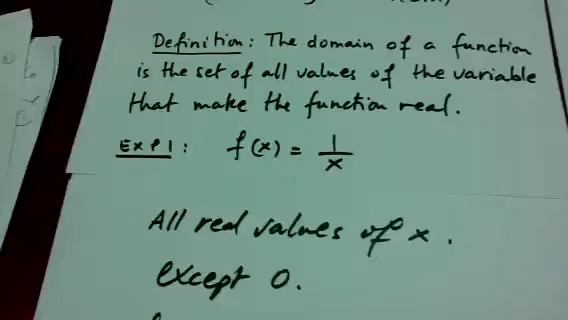 Definition: The domain of a function
is the set of all values of the variable
that make the function real.
EXP1: f(x) = 1/x
All real values of x.
except 0.